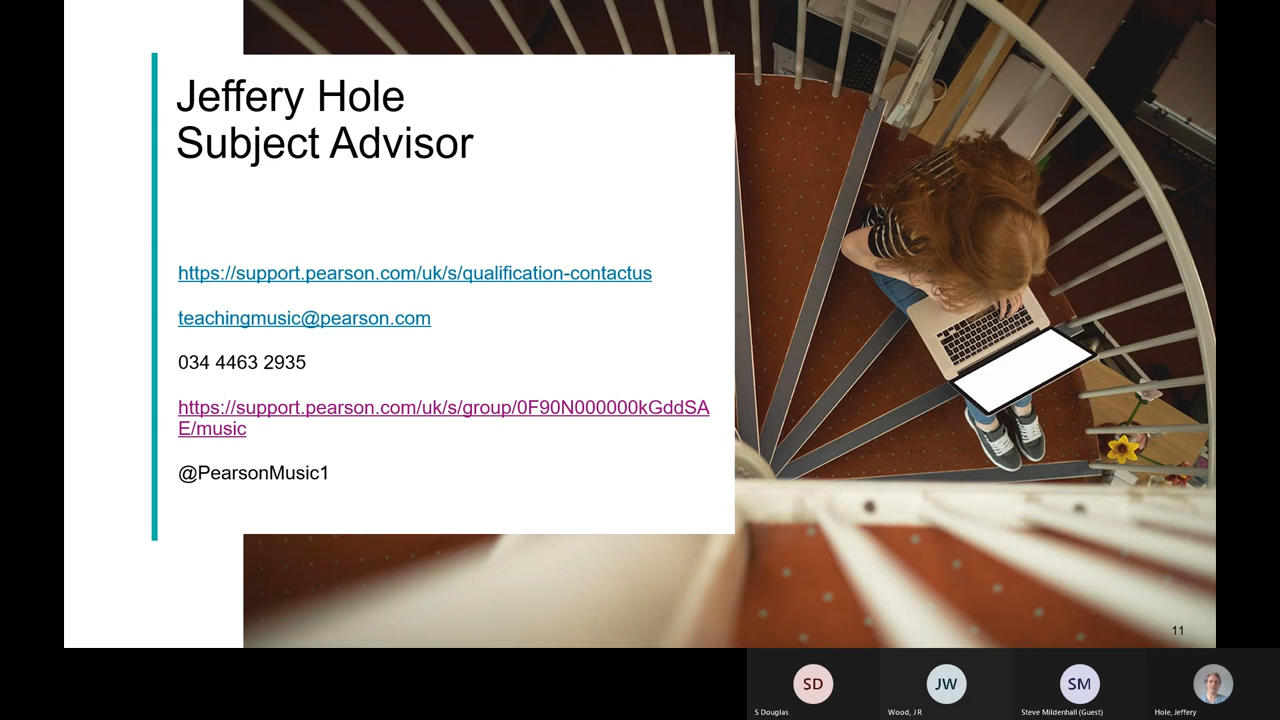 Jeffery Hole
Subject Advisor
https://support.pearson.com/uk/s/qualification-contactus
teachingmusic@pearson.com
034 4463 2935
https://support.pearson.com/uk/s/group/0F90N000000kGddSA
E/music
@PearsonMusic1
11
SD
JW
SM
S Douglas
Wood, J R
Steve Mildenhall (Guest)
Hole, Jeffery